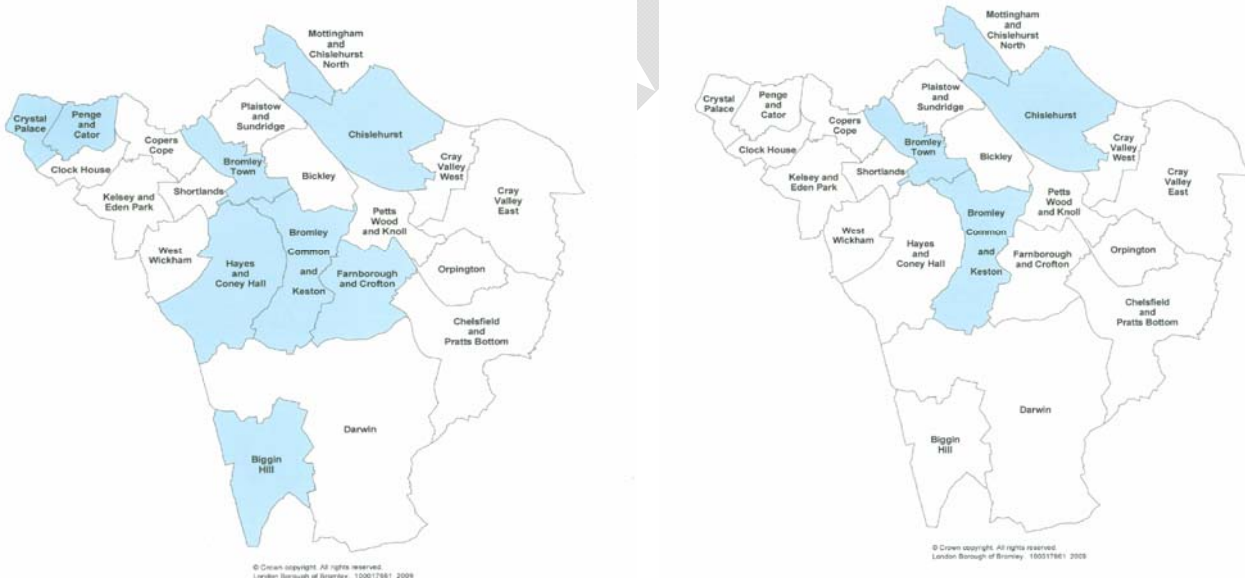 Mottingham
and
Chislehurst
North
Plaistow
and
Sundridge
Crystal
Palace
Penge
and
Cator
Chislehurst
Copers
Cope
Bromley
Town
Cray
Valley
West
Clock House
Bickley
Shortlands
Kelsey and
Eden Park
Cray
Valley
East
Petts
Wood
and Knoll
Bromley
Common
and
Keston
West
Wickham
Hayes
and
Coney Hall
Farnborough
and Crofton
Orpington
Chelsfield
and
Pratts Bottom
Darwin
Biggin
Hill
© Crown copyright. All rights reserved.
London Borough of Bromley. 100017661 2009
Mottingham
and
Chislehurst
North
Plaistow
and
Sundridge
Crystal
Palace
Penge
and
Cator
Chislehurst
Copers
Cope
Bromley
Town
Cray
Valley
West
Clock House
Bickley
Shortlands
Kelsey and
Eden Park
Cray
Valley
East
Petts
Wood
and Knoll
Bromley
Common
and
Keston
West
Wickham
Hayes
and
Coney Hall
Farnborough
and Crofton
Orpington
Chelsfield
and
Pratts Bottom
Darwin
Biggin
Hill
© Crown copyright. All rights reserved.
London Borough of Bromley. 100017661 2009